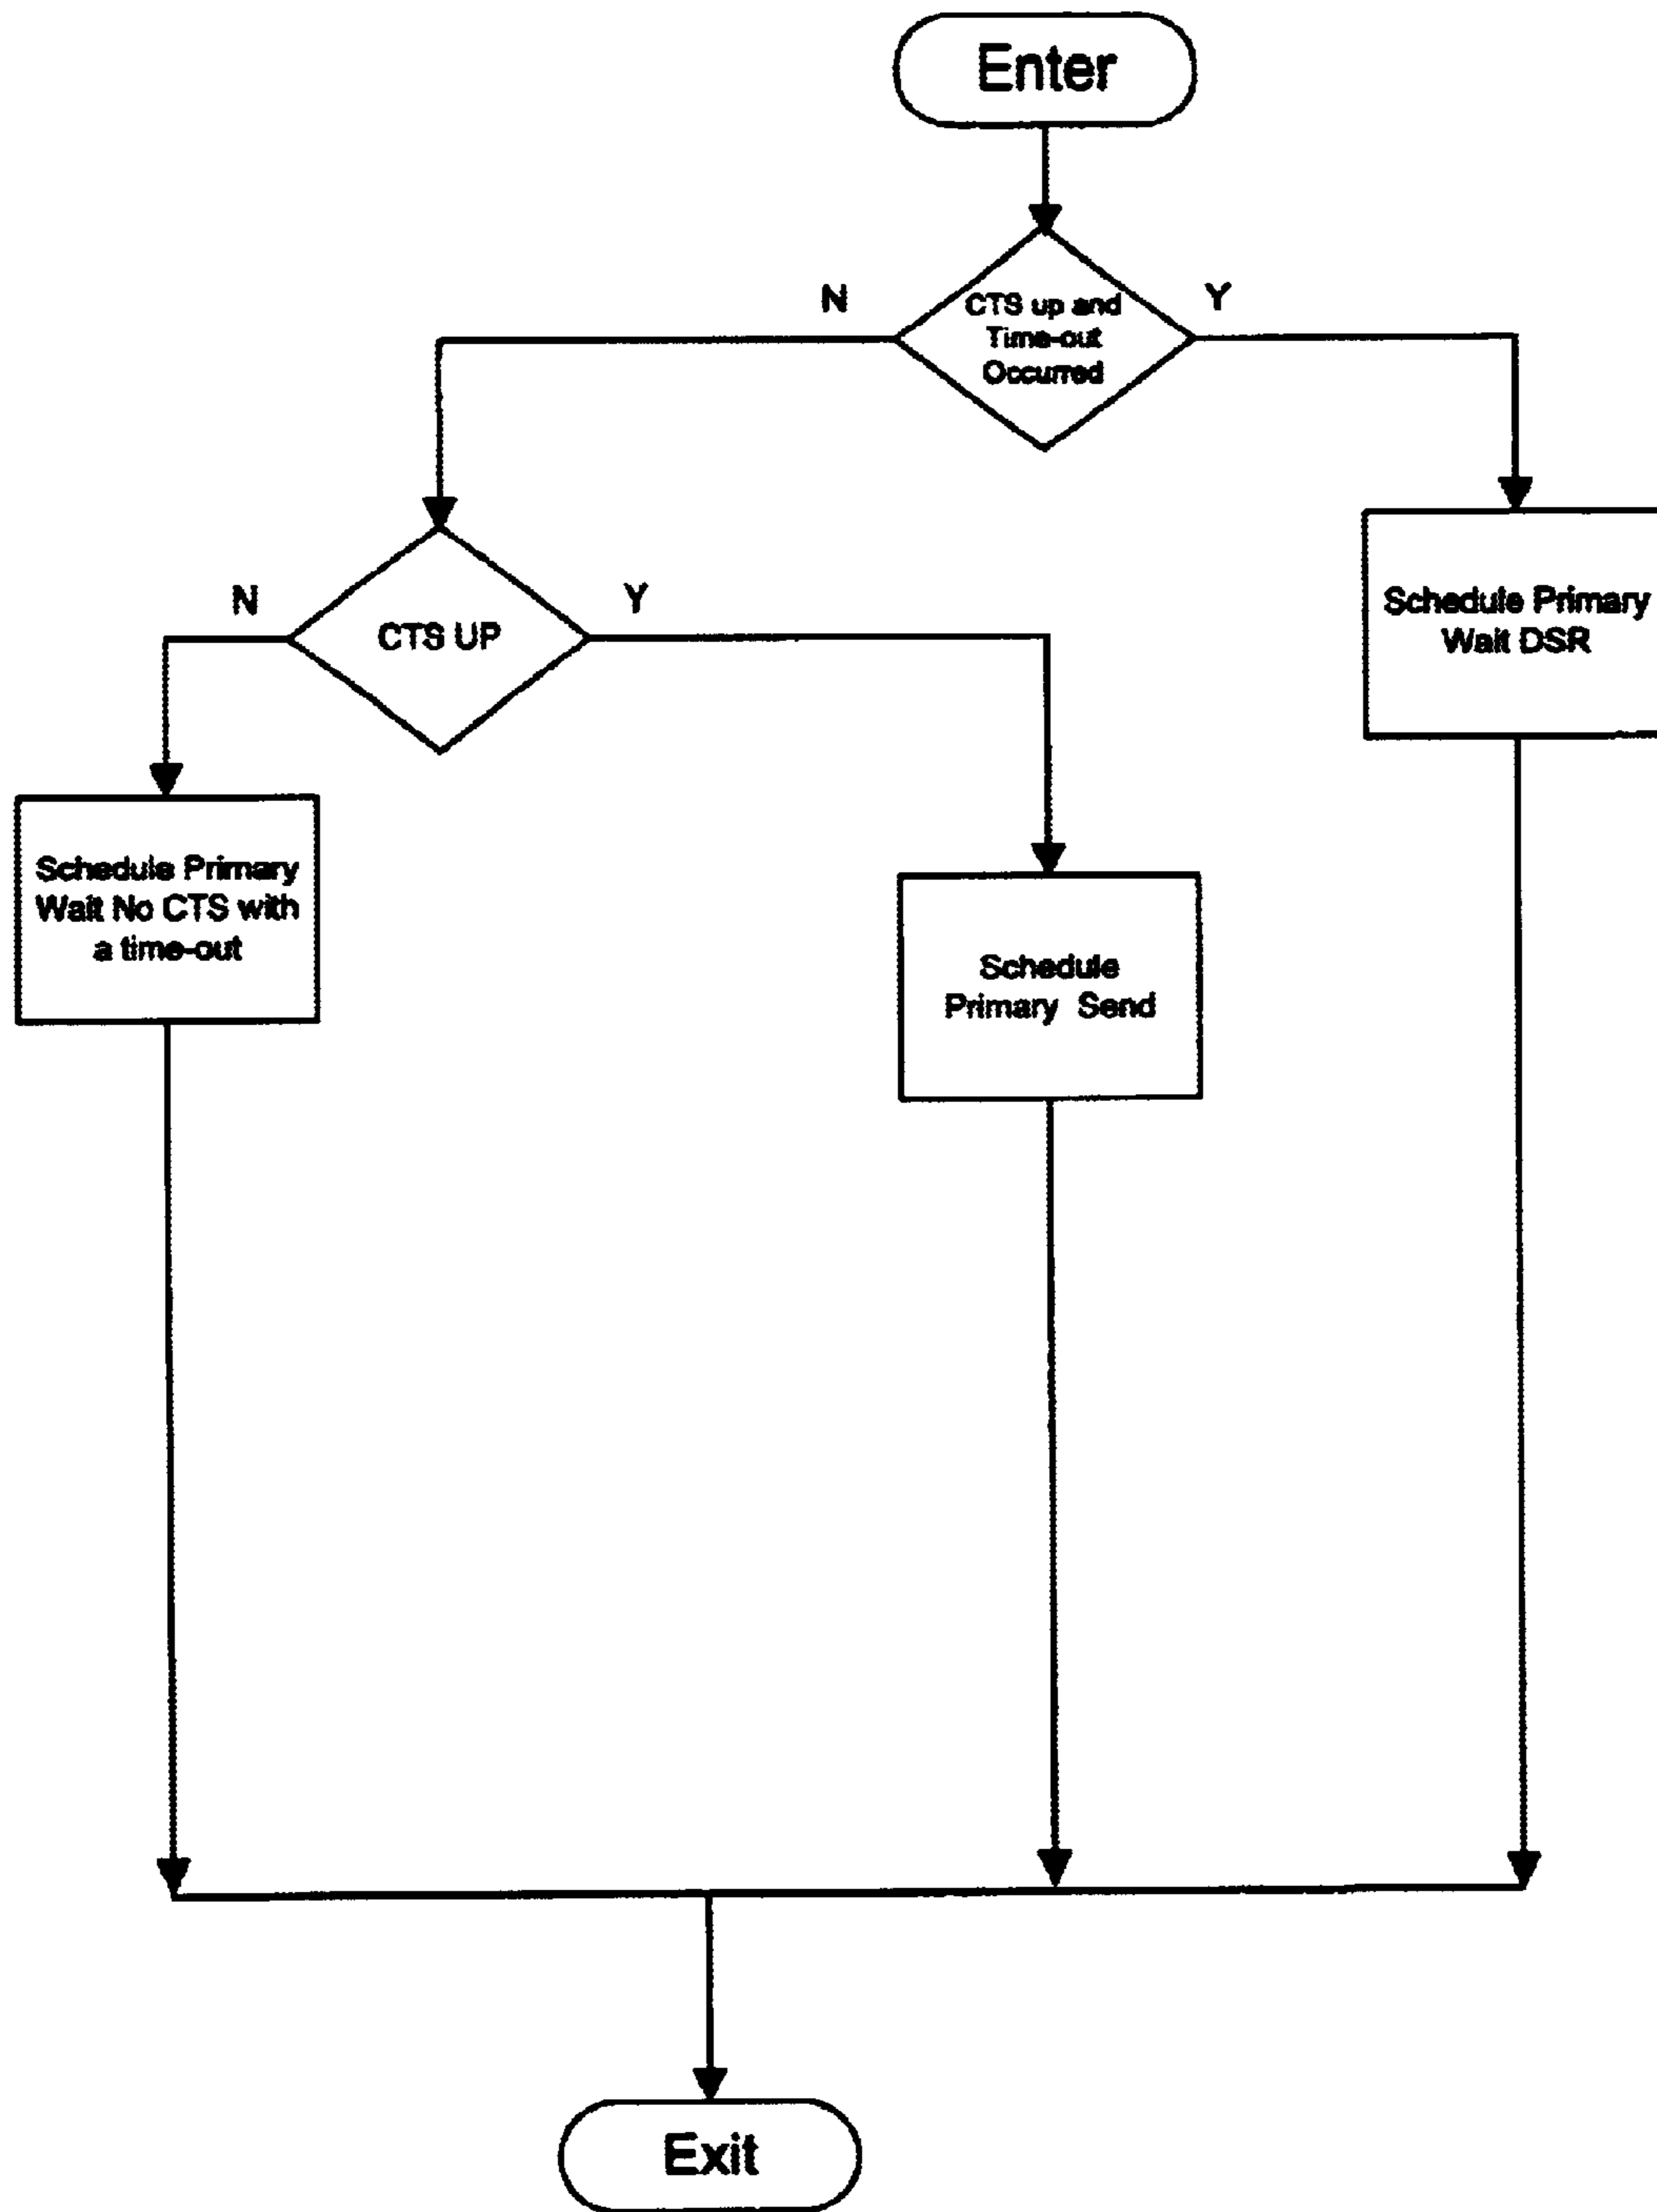 Enter
N
CTS up and
Time-out
Occurred
Y
N
CTS UP
Y
Schedule Primary
Wait DSR
Schedule Primary
Wait No CTS with
a time-out
Schedule
Primary Send
Exit